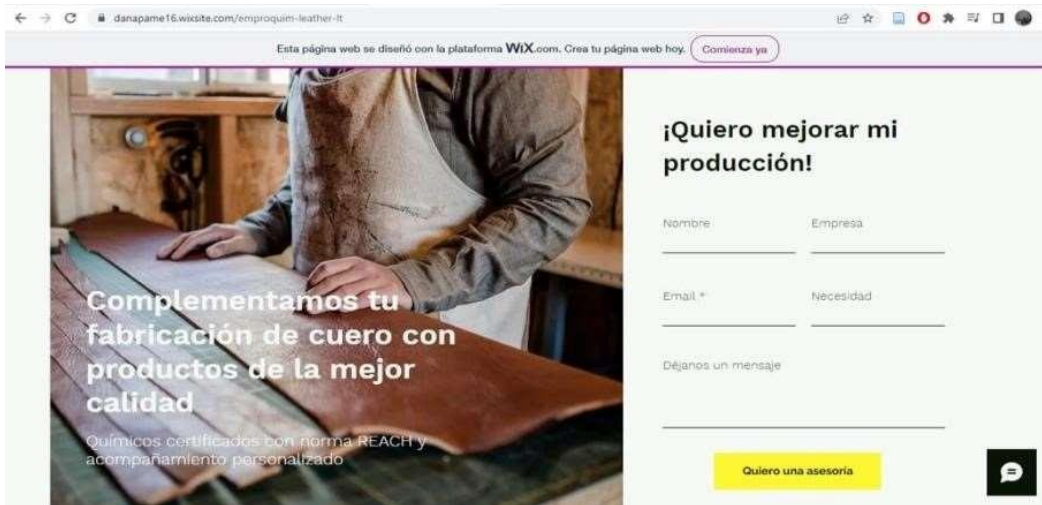 danapame16.wixsite.com/emproquim-leather-lt
Esta página web se diseñó con la plataforma WiX.com. Crea tu página web hoy. Comienza ya
¡Quiero mejorar mi
producción!
Nombre Empresa
Email * Necesidad
Déjanos un mensaje
Quiero una asesoría
Complementamos tu
fabricación de cuero con
productos de la mejor
calidad
Químicos certificados con norma REACH y
acompañamiento personalizado